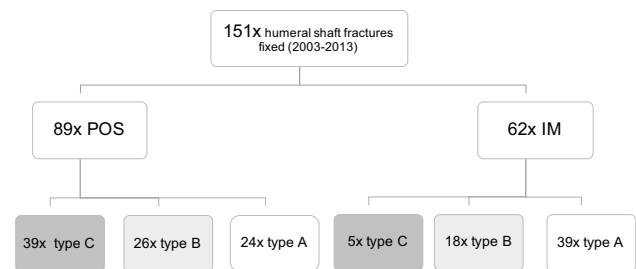 151x humeral shaft fractures
fixed (2003-2013)
89x POS
62x IM
39x type C
26x type B
24x type A
5x type C
18x type B
39x type A